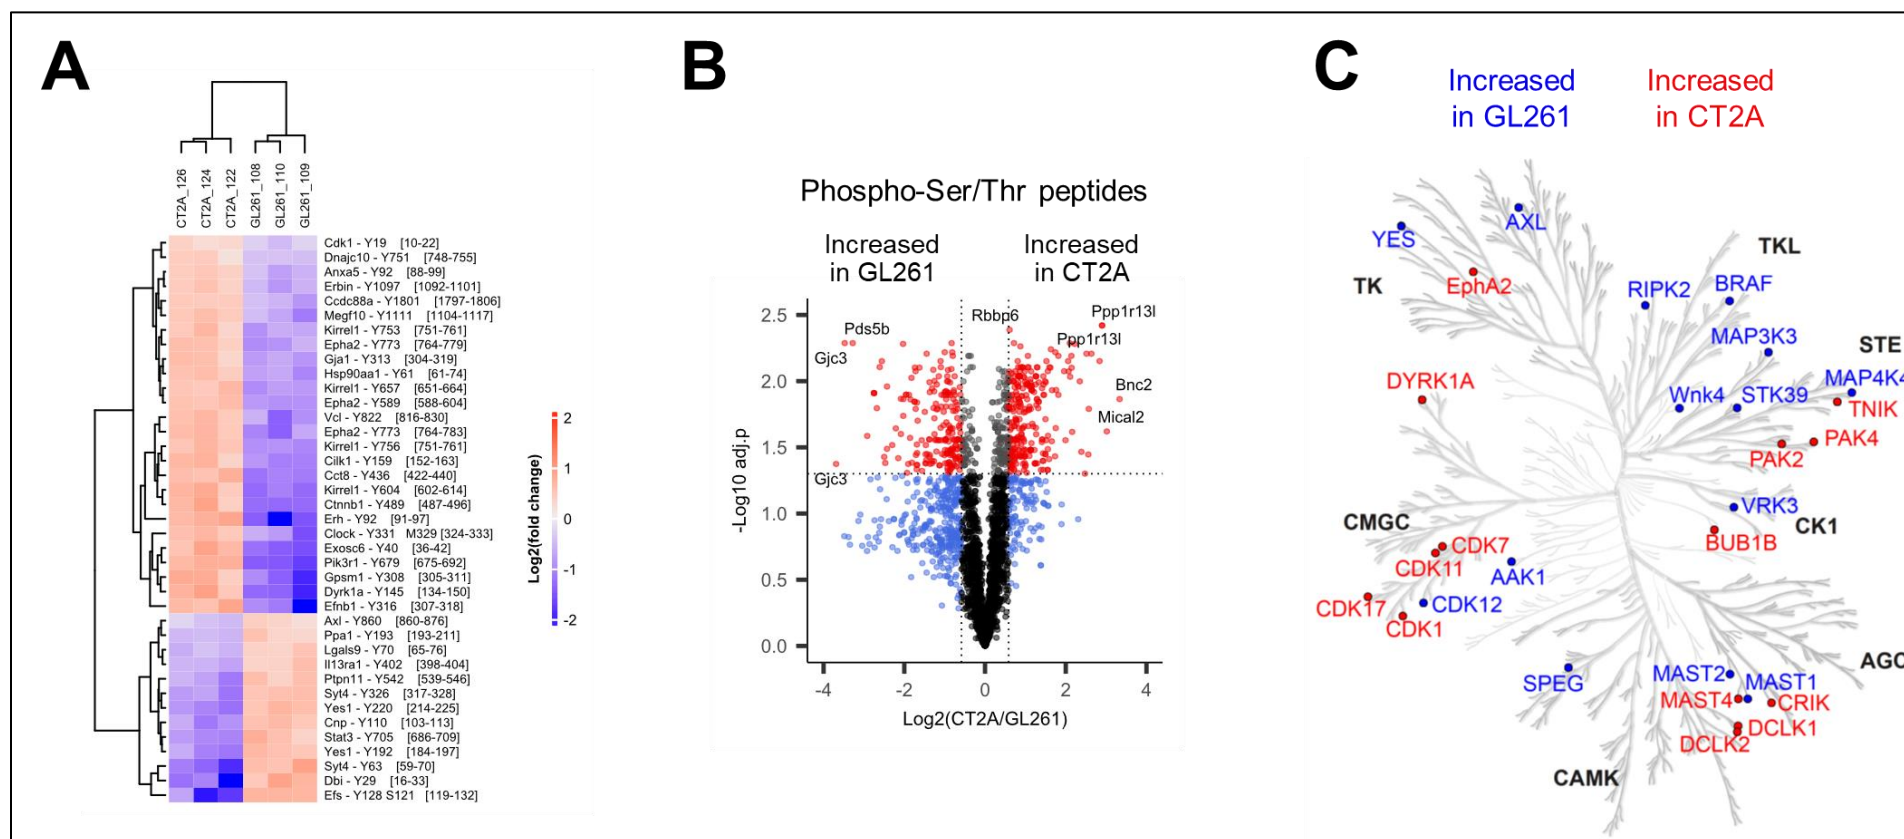 A
CT2A_126
CT2A_124
CT2A_122
GL261_108
GL261_110
GL261_109
Cdk1 - Y19 [10-22]
Dnajc10 - Y751 [748-755]
Anxa5 - Y92 [88-99]
Erbin - Y1097 [1092-1101]
Ccdc88a - Y1801 [1797-1806]
Megf10 - Y1111 [1104-1117]
Kirrel1 - Y753 [751-761]
Epha2 - Y773 [764-779]
Gja1 - Y313 [304-319]
Hsp90aa1 - Y61 [61-74]
Kirrel1 - Y657 [651-664]
Epha2 - Y589 [588-604]
Vcl - Y822 [816-830]
Epha2 - Y773 [764-783]
Kirrel1 - Y756 [751-761]
Cilk1 - Y159 [152-163]
Cct8 - Y436 [422-440]
Kirrel1 - Y604 [602-614]
Ctnnb1 - Y489 [487-496]
Erh - Y92 [91-97]
Clock - Y331 M329 [324-333]
Exosc6 - Y40 [36-42]
Pik3r1 - Y679 [675-692]
Gpsm1 - Y308 [305-311]
Dyrk1a - Y145 [134-150]
Efnb1 - Y316 [307-318]
Axl - Y860 [860-876]
Ppa1 - Y193 [193-211]
Lgals9 - Y70 [65-76]
Il13ra1 - Y402 [398-404]
Ptpn11 - Y542 [539-546]
Syt4 - Y326 [317-328]
Yes1 - Y220 [214-225]
Cnp - Y110 [103-113]
Stat3 - Y705 [686-709]
Yes1 - Y192 [184-197]
Syt4 - Y63 [59-70]
Dbi - Y29 [16-33]
Efs - Y128 S121 [119-132]
Log2(fold change)
2
1
0
-1
-2
B
Phospho-Ser/Thr peptides
Increased
in GL261
Increased
in CT2A
-Log10 adj.p
2.5
2.0
1.5
1.0
0.5
0.0
Pds5b
Gjc3
Gjc3
Rbbp6
Ppp1r13l
Ppp1r13l
Bnc2
Mical2
-4
-2
0
2
4
Log2(CT2A/GL261)
C
Increased
in GL261
Increased
in CT2A
AXL
YES
TKL
TK
EphA2
RIPK2
BRAF
MAP3K3
STE
DYRK1A
MAP4K4
Wnk4
STK39
TNIK
PAK4
PAK2
VRK3
CMGC
CK1
BUB1B
CDK7
CDK11
AAK1
CDK17
CDK12
CDK1
AGC
SPEG
MAST2
MAST1
MAST4
CRIK
DCLK1
DCLK2
CAMK